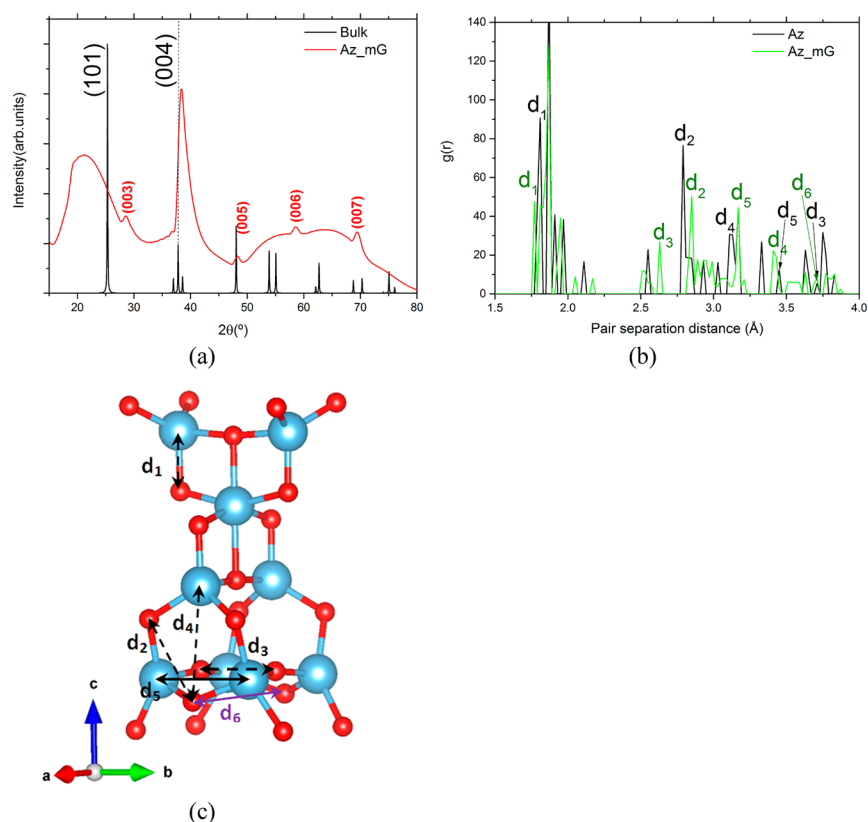 Bulk
Az_mG
(101)
(004)
(003)
(005)
(006)
(007)
Intensity(arb.units)
20 30 40 50 60 70 80
2θ(º)
(a)
Az
Az_mG
140
120
100
80
60
40
20
0
g(r)
d1
d1
d2
d2
d3
d4
d5
d4
d5
d6
d3
1.5 2.0 2.5 3.0 3.5 4.0
Pair separation distance (Å)
(b)
d1
d2
d4
d3
d5
d6
c
a
b
(c)